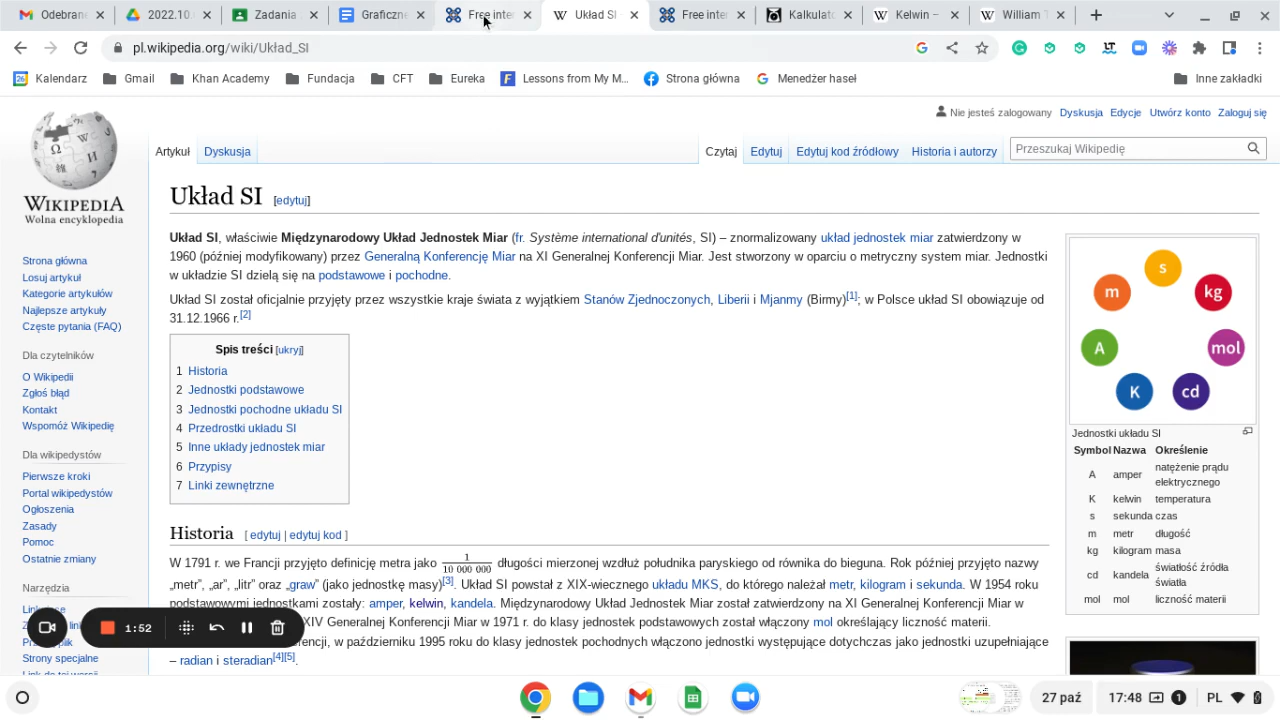 Odebran
2022.10.
Zadania
Graficzne
Free inter
Układ SI
Free inter
Kalkulato
Kelwin –
William T
pl.wikipedia.org/wiki/Układ_SI
Kalendarz
Gmail
Khan Academy
Fundacja
CFT
Eureka
Lessons from My M...
Strona główna
Menedżer haseł
Inne zakładki
Nie jesteś zalogowany Dyskusja Edycje Utwórz konto Zaloguj się
Artykuł Dyskusja
Czytaj Edytuj Edytuj kod źródłowy Historia i autorzy
Przeszukaj Wikipedię
WIKIPEDIA
Wolna encyklopedia
Strona główna
Losuj artykuł
Kategorie artykułów
Najlepsze artykuły
Częste pytania (FAQ)
Dla czytelników
O Wikipedii
Zgłoś błąd
Kontakt
Wspomóż Wikipedię
Dla wikipedystów
Pierwsze kroki
Portal wikipedystów
Ogłoszenia
Zasady
Pomoc
Ostatnie zmiany
Narzędzia
Strony specjalne
Układ SI [edytuj]
Układ SI, właściwie Międzynarodowy Układ Jednostek Miar (fr. Système international d'unités, SI) – znormalizowany układ jednostek miar zatwierdzony w
1960 (później modyfikowany) przez Generalną Konferencję Miar na XI Generalnej Konferencji Miar. Jest stworzony w oparciu o metryczny system miar. Jednostki
w układzie SI dzielą się na podstawowe i pochodne.
Układ SI został oficjalnie przyjęty przez wszystkie kraje świata z wyjątkiem Stanów Zjednoczonych, Liberii i Mjanmy (Birmy)[1]; w Polsce układ SI obowiązuje od
31.12.1966 r.[2]
Spis treści [ukryj]
1 Historia
2 Jednostki podstawowe
3 Jednostki pochodne układu SI
4 Przedrostki układu SI
5 Inne układy jednostek miar
6 Przypisy
7 Linki zewnętrzne
Historia [ edytuj | edytuj kod ]
W 1791 r. we Francji przyjęto definicję metra jako 1/10 000 000 długości mierzonej wzdłuż południka paryskiego od równika do bieguna. Rok później przyjęto nazwy
„metr”, „ar”, „litr” oraz „graw” (jako jednostkę masy)[3]. Układ SI powstał z XIX-wiecznego układu MKS, do którego należał metr, kilogram i sekunda. W 1954 roku
podstawowymi jednostkami zostały: amper, kelwin, kandela. Międzynarodowy Układ Jednostek Miar został zatwierdzony na XI Generalnej Konferencji Miar w
XIV Generalnej Konferencji Miar w 1971 r. do klasy jednostek podstawowych został włączony mol określający liczność materii.
erencji, w październiku 1995 roku do klasy jednostek pochodnych włączono jednostki występujące dotychczas jako jednostki uzupełniające
– radian i steradian[4][5].
s
m kg
A mol
K cd
Jednostki układu SI
Symbol Nazwa Określenie
A amper natężenie prądu
elektrycznego
K kelwin temperatura
s sekunda czas
m metr długość
kg kilogram masa
cd kandela światłość źródła
światła
mol mol liczność materii
1:52
27 paź
17:48
1
PL